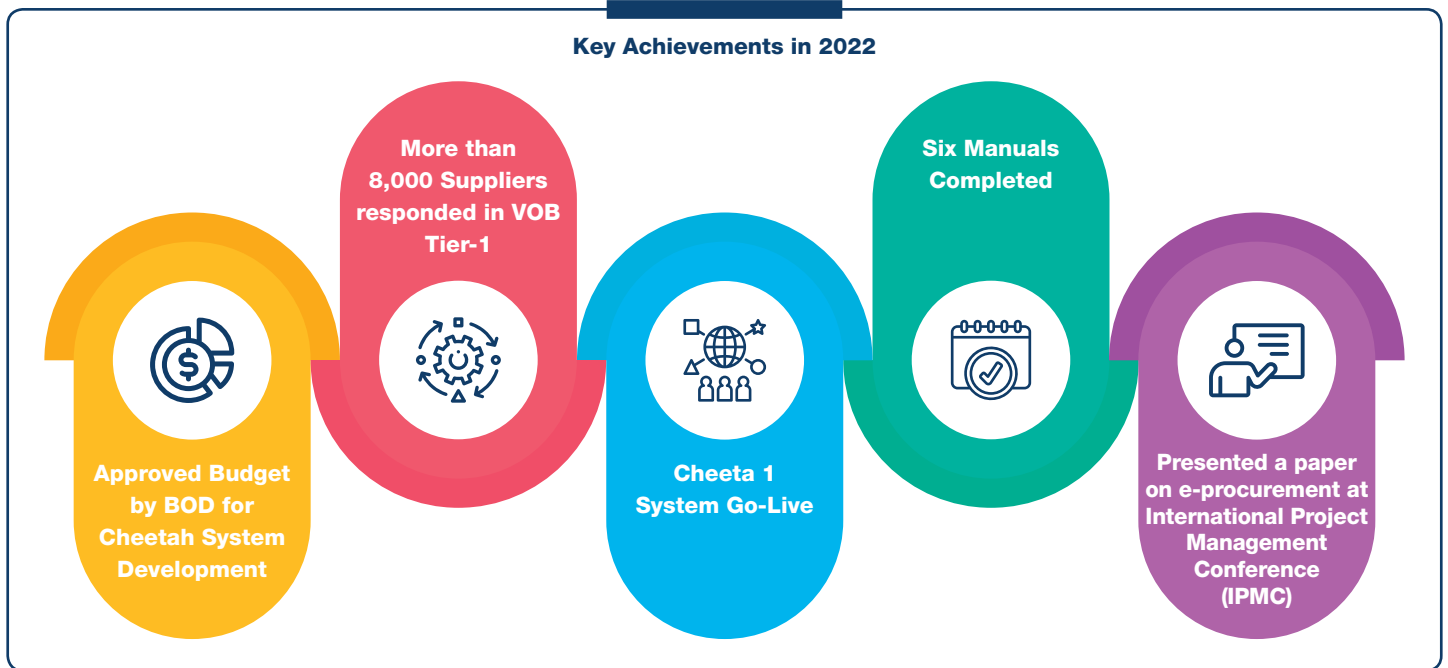 Key Achievements in 2022
Approved Budget
by BOD for
Cheetah System
Development
More than
8,000 Suppliers
responded in VOB
Tier-1
Cheeta 1
System Go-Live
Six Manuals
Completed
Presented a paper
on e-procurement at
International Project
Management
Conference
(IPMC)